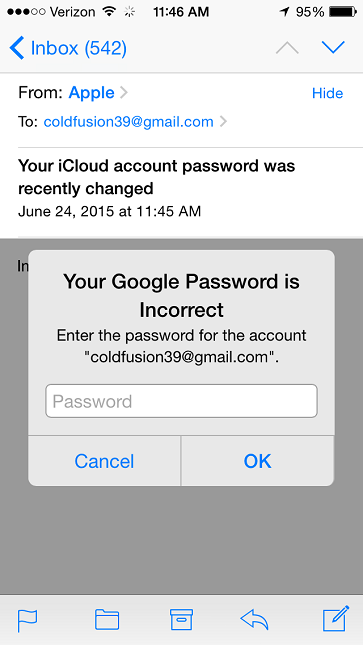 Verizon 11:46 AM 95%
Inbox (542)
From: Apple Hide
To: coldfusion39@gmail.com
Your iCloud account password was
recently changed
June 24, 2015 at 11:45 AM
In
Your Google Password is
Incorrect
Enter the password for the account
"coldfusion39@gmail.com".
Password
Cancel OK